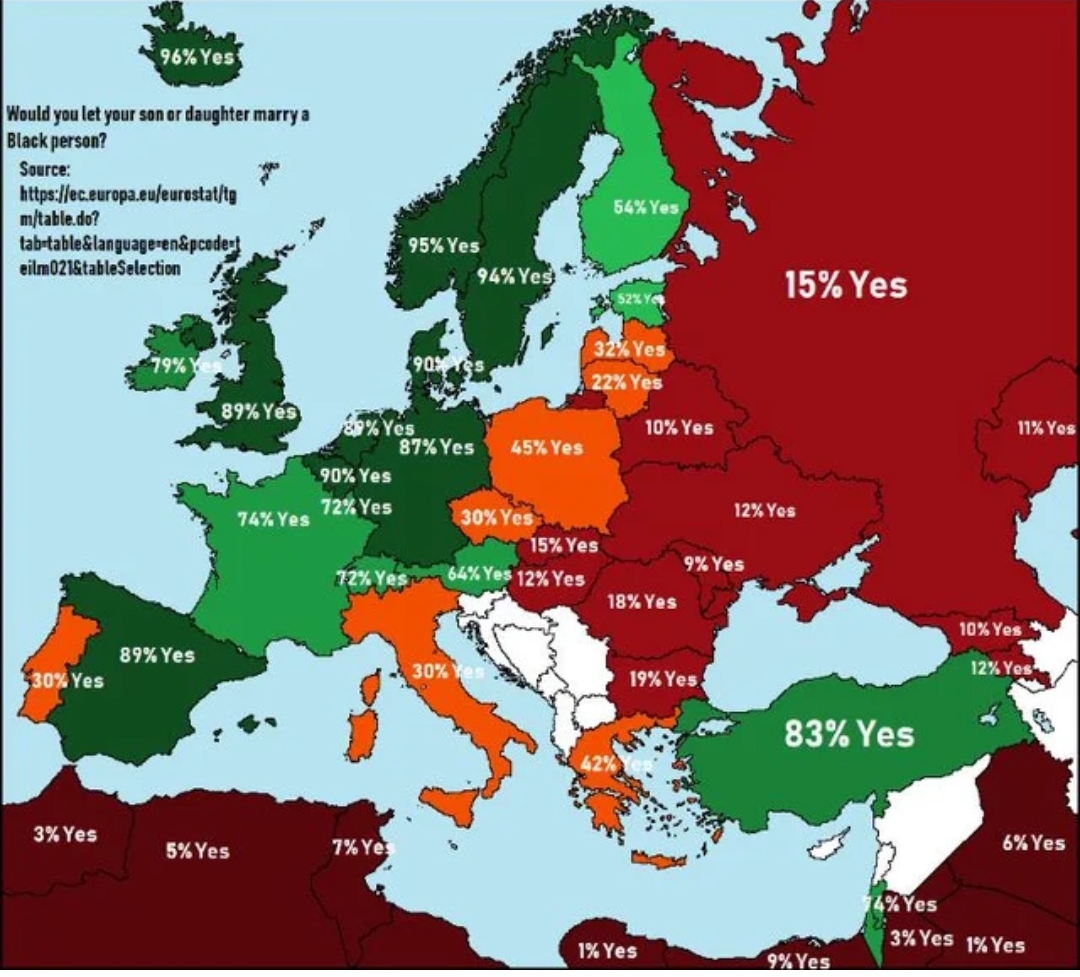 96% Yes
Would you let your son or daughter marry a
Black person?
Source:
https://ec.europa.eu/eurostat/tg
m/table.do?
tab=table&language=en&pcode=t
eilm021&tableSelection
54% Yes
95% Yes
94% Yes
15% Yes
52% Yes
32% Yes
79% Yes
90% Yes
22% Yes
89% Yes
89% Yes
87% Yes
45% Yes
10% Yes
11% Yes
90% Yes
72% Yes
74% Yes
30% Yes
12% Yes
15% Yes
9% Yes
72% Yes
64% Yes
12% Yes
18% Yes
10% Yes
89% Yes
30% Yes
30% Yes
19% Yes
12% Yes
83% Yes
42% Yes
3% Yes
5% Yes
7% Yes
6% Yes
74% Yes
3% Yes
1% Yes
1% Yes
9% Yes